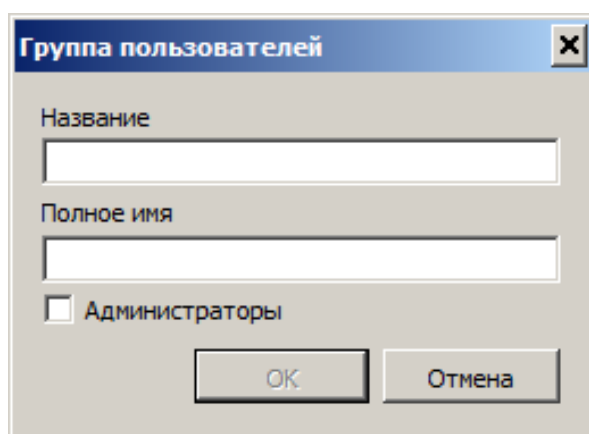 Группа пользователей
Название
Полное имя
Администраторы
OK Отмена